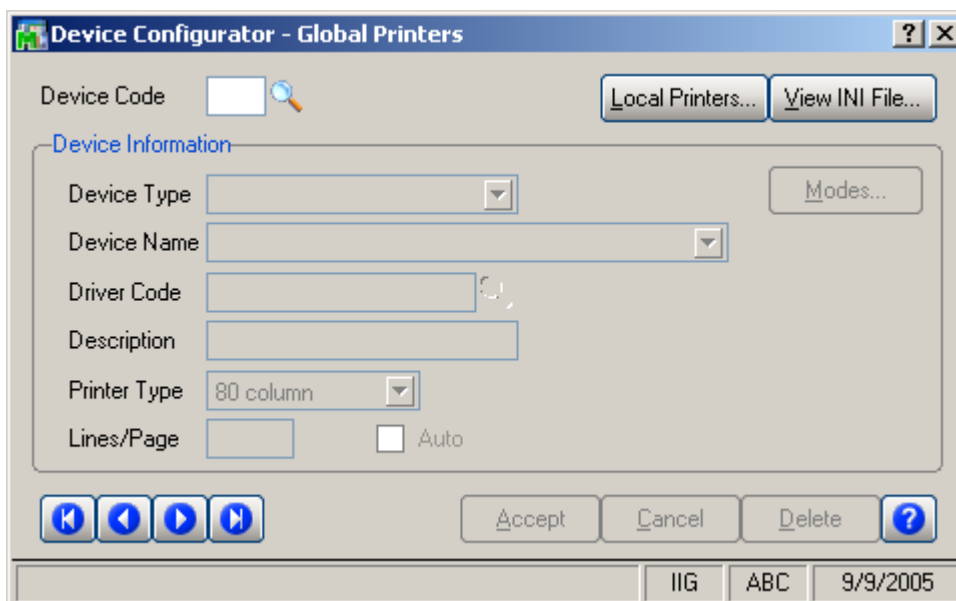 Device Configurator - Global Printers
Device Code
Local Printers...
View INI File...
Device Information
Device Type
Modes...
Device Name
Driver Code
Description
Printer Type 80 column
Lines/Page Auto
Accept Cancel Delete
IIG ABC 9/9/2005